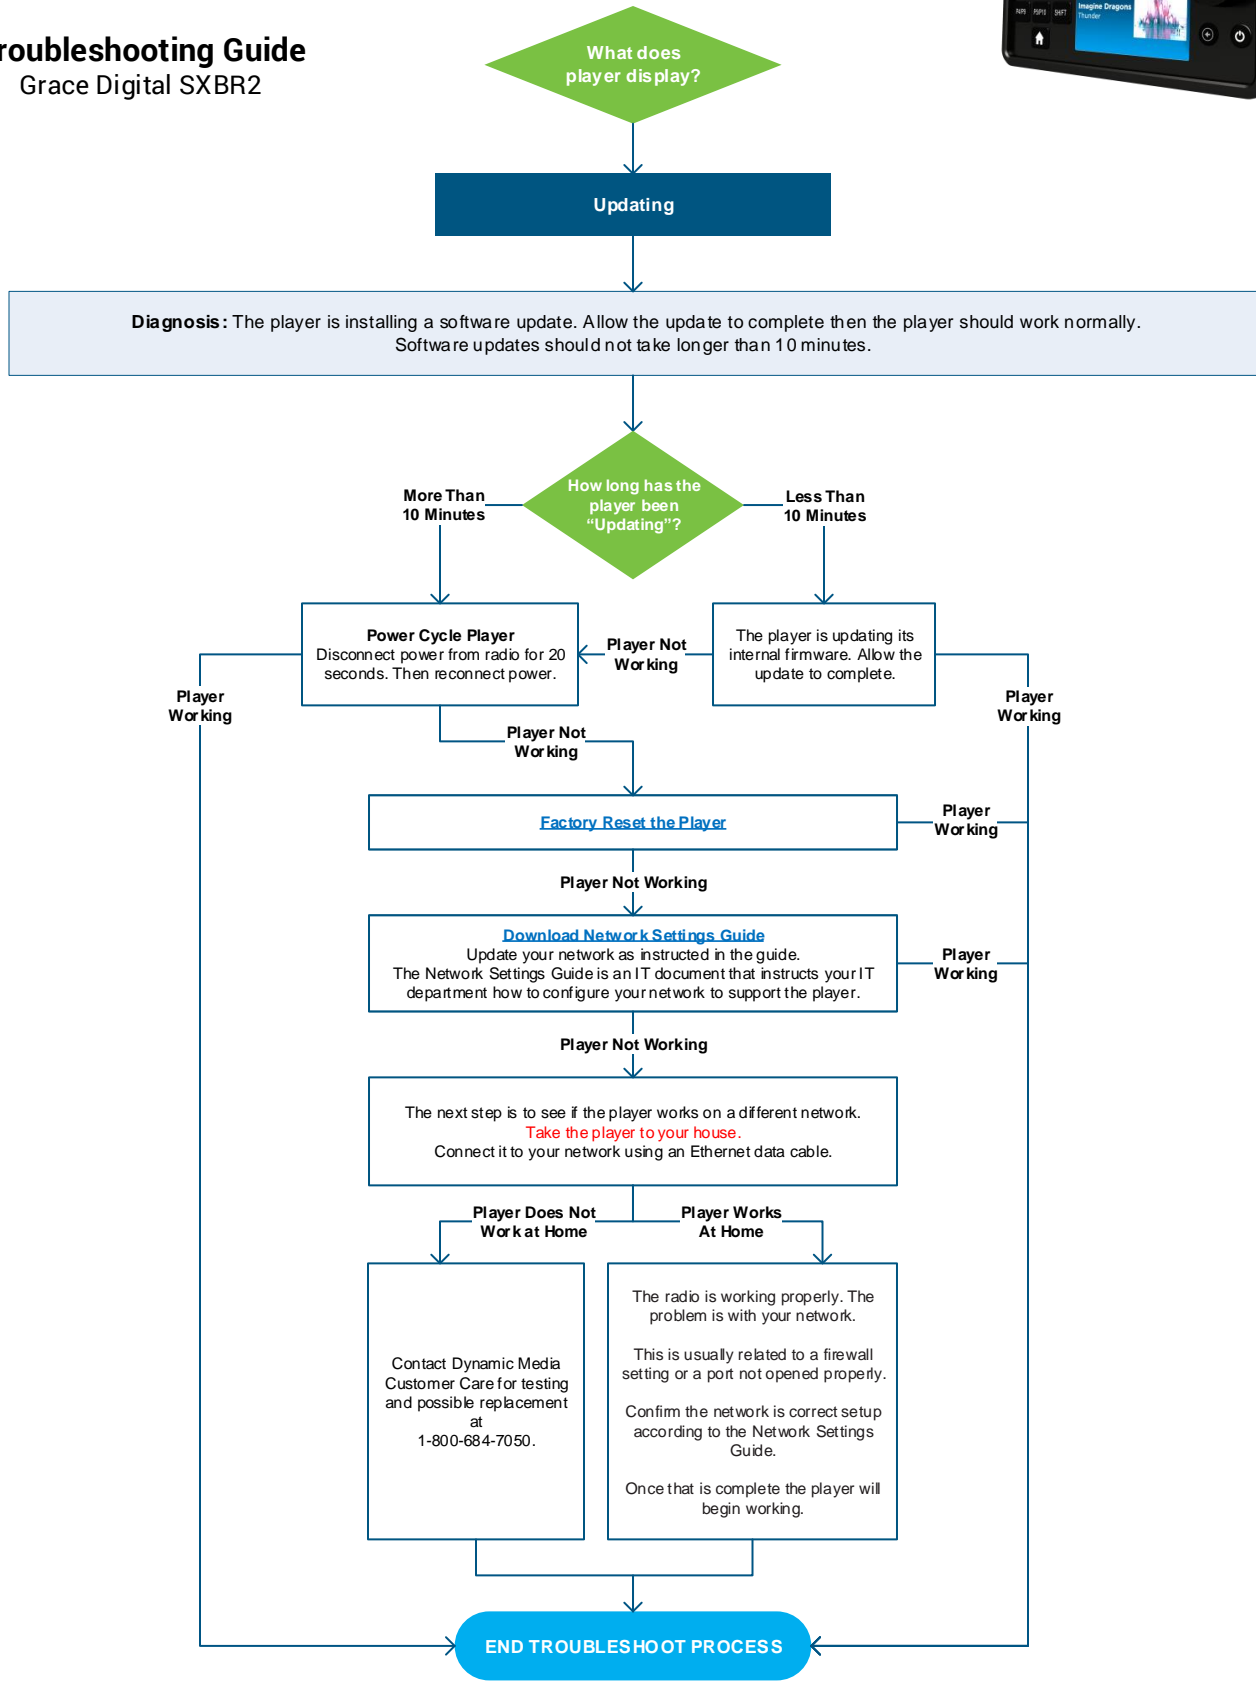 roubleshooting Guide
Grace Digital SXBR2
What does
player display?
Imagine Dragons
Thunder
P4/P9
P5/P10
SHIFT
Updating
Diagnosis: The player is installing a software update. Allow the update to complete then the player should work normally.
Software updates should not take longer than 10 minutes.
How long has the
player been
“Updating”?
More Than
10 Minutes
Less Than
10 Minutes
Power Cycle Player
Disconnect power from radio for 20
seconds. Then reconnect power.
Player Not
Working
The player is updating its
internal firmware. Allow the
update to complete.
Player
Working
Player
Working
Player Not
Working
Factory Reset the Player
Player
Working
Player Not Working
Download Network Settings Guide
Update your network as instructed in the guide.
The Network Settings Guide is an IT document that instructs your IT
department how to configure your network to support the player.
Player
Working
Player Not Working
The next step is to see if the player works on a different network.
Take the player to your house.
Connect it to your network using an Ethernet data cable.
Player Does Not
Work at Home
Player Works
At Home
Contact Dynamic Media
Customer Care for testing
and possible replacement
at
1-800-684-7050.
The radio is working properly. The
problem is with your network.
This is usually related to a firewall
setting or a port not opened properly.
Confirm the network is correct setup
according to the Network Settings
Guide.
Once that is complete the player will
begin working.
END TROUBLESHOOT PROCESS